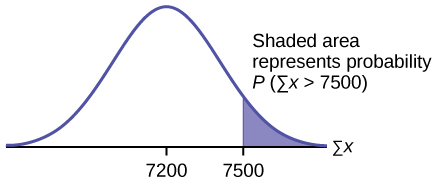 Shaded area
represents probability
P (∑x > 7500)
∑x
7200 7500